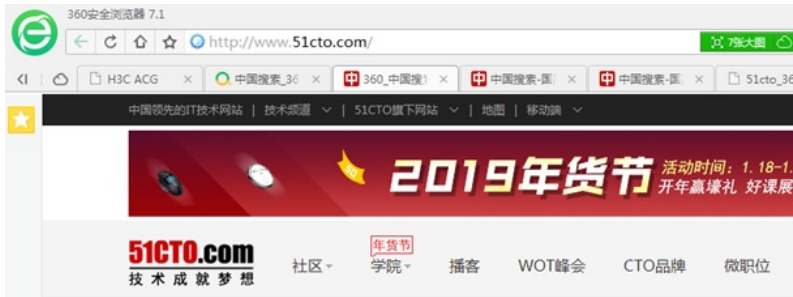 360安全浏览器 7.1
http://www.51cto.com/
7张大图
H3C ACG × 中国搜索_36 × 360_中国搜 × 中国搜索-国 × 中国搜索-国 × 51cto_36
中国领先的IT技术网站 | 技术频道 | 51CTO旗下网站 | 地图 | 移动端
2019年货节
活动时间：1.18-1.
开年赢壕礼 好课展
51CTO.com
技术成就梦想
年货节
社区 学院 播客 WOT峰会 CTO品牌 微职位